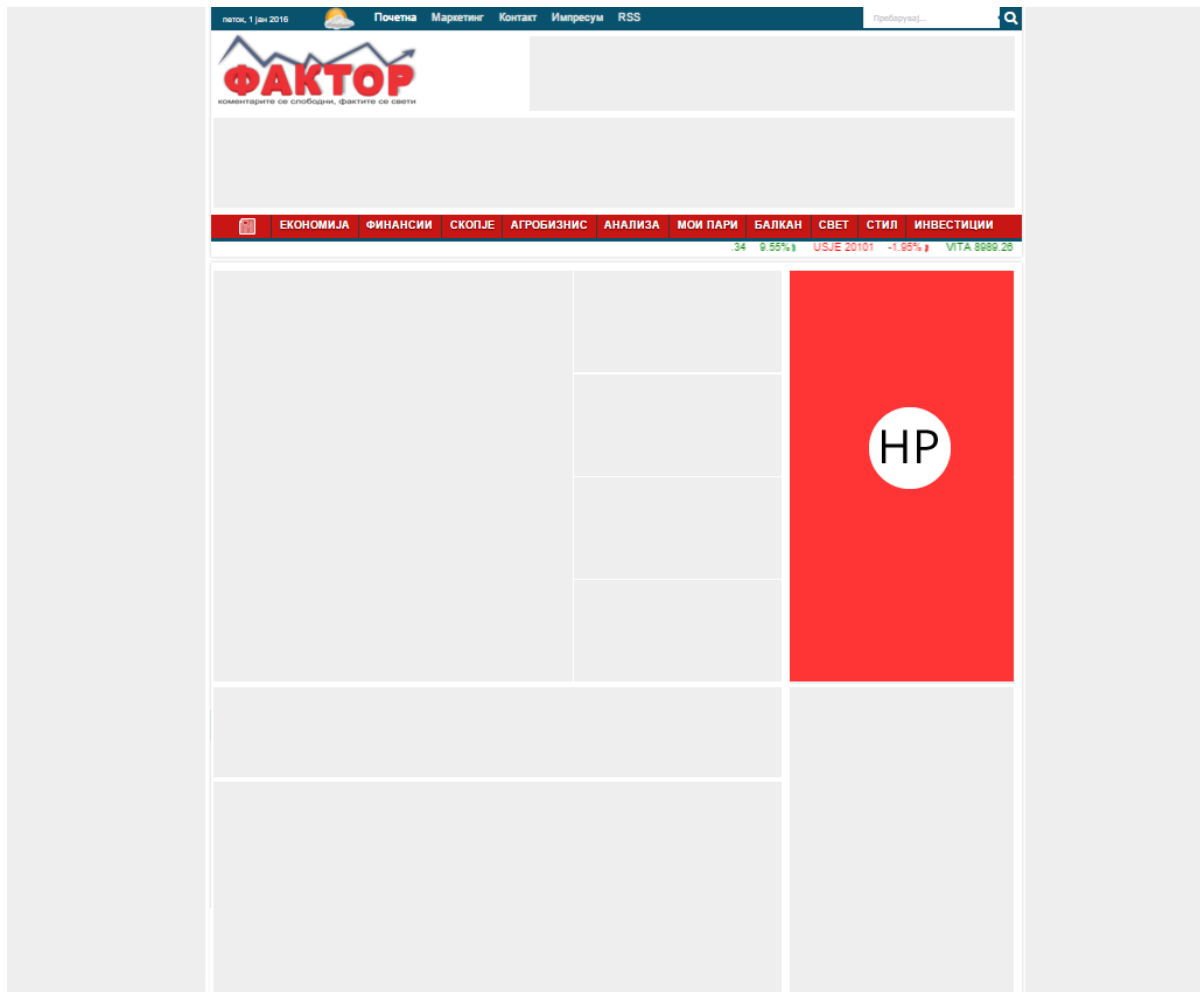 петок, 1 јан 2016 Почетна Маркетинг Контакт Импресум RSS Пребарувај...
ФАКТОР
коментарите се слободни, фактите се свети
ЕКОНОМИЈА ФИНАНСИИ СКОПЈЕ АГРОБИЗНИС АНАЛИЗА МОИ ПАРИ БАЛКАН СВЕТ СТИЛ ИНВЕСТИЦИИ
.34 9.55% USJE 20101 -1.95% VITA 8989.26
HP